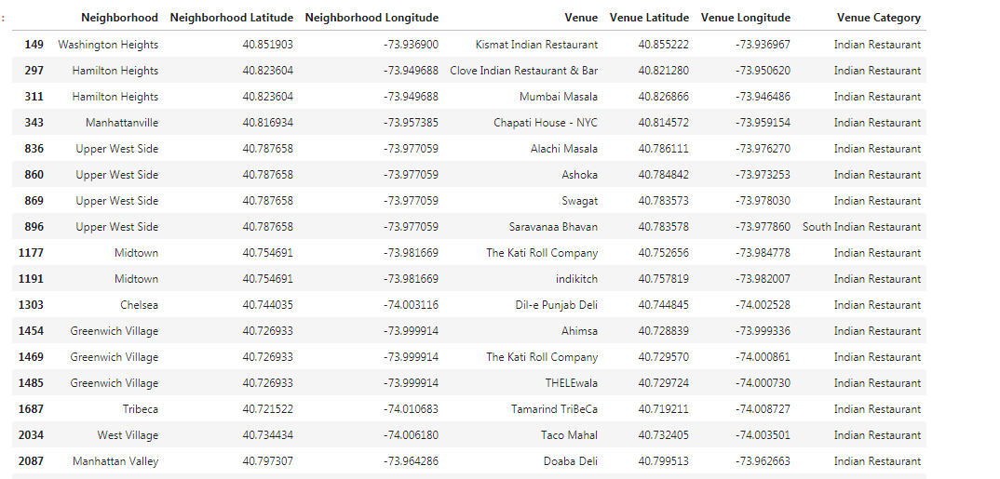 :
Neighborhood Neighborhood Latitude Neighborhood Longitude Venue Venue Latitude Venue Longitude Venue Category
149 Washington Heights 40.851903 -73.936900 Kismat Indian Restaurant 40.855222 -73.936967 Indian Restaurant
297 Hamilton Heights 40.823604 -73.949688 Clove Indian Restaurant & Bar 40.821280 -73.950620 Indian Restaurant
311 Hamilton Heights 40.823604 -73.949688 Mumbai Masala 40.826866 -73.946486 Indian Restaurant
343 Manhattanville 40.816934 -73.957385 Chapati House - NYC 40.814572 -73.959154 Indian Restaurant
836 Upper West Side 40.787658 -73.977059 Alachi Masala 40.786111 -73.976270 Indian Restaurant
860 Upper West Side 40.787658 -73.977059 Ashoka 40.784842 -73.973253 Indian Restaurant
869 Upper West Side 40.787658 -73.977059 Swagat 40.783573 -73.978030 Indian Restaurant
896 Upper West Side 40.787658 -73.977059 Saravanaa Bhavan 40.783578 -73.977860 South Indian Restaurant
1177 Midtown 40.754691 -73.981669 The Kati Roll Company 40.752656 -73.984778 Indian Restaurant
1191 Midtown 40.754691 -73.981669 indikitch 40.757819 -73.982007 Indian Restaurant
1303 Chelsea 40.744035 -74.003116 Dil-e Punjab Deli 40.744845 -74.002528 Indian Restaurant
1454 Greenwich Village 40.726933 -73.999914 Ahimsa 40.728839 -73.999336 Indian Restaurant
1469 Greenwich Village 40.726933 -73.999914 The Kati Roll Company 40.729570 -74.000861 Indian Restaurant
1485 Greenwich Village 40.726933 -73.999914 THELEwala 40.729724 -74.000730 Indian Restaurant
1687 Tribeca 40.721522 -74.010683 Tamarind TriBeCa 40.719211 -74.008727 Indian Restaurant
2034 West Village 40.734434 -74.006180 Taco Mahal 40.732405 -74.003501 Indian Restaurant
2087 Manhattan Valley 40.797307 -73.964286 Doaba Deli 40.799513 -73.962663 Indian Restaurant